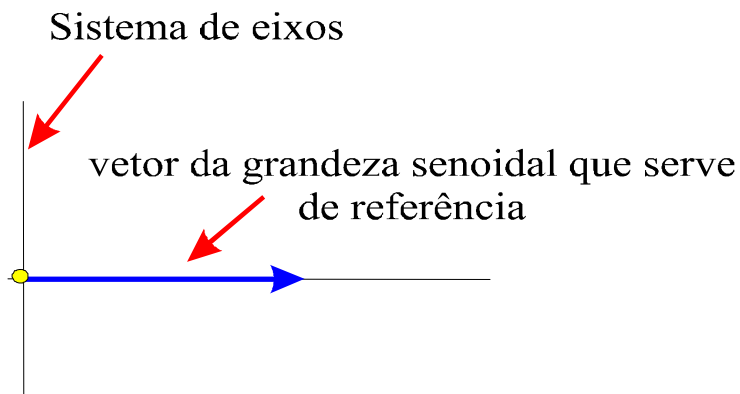 Sistema de eixos
vetor da grandeza senoidal que serve
de referência